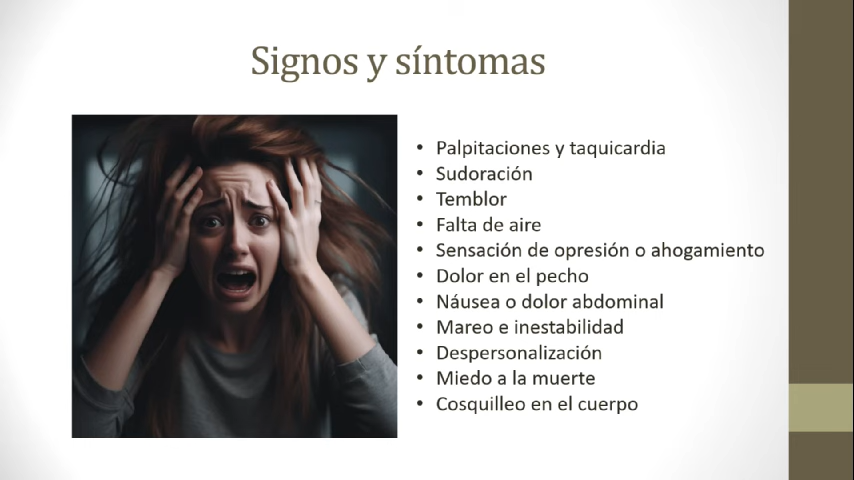 Signos y síntomas
• Palpitaciones y taquicardia
• Sudoración
• Temblor
• Falta de aire
• Sensación de opresión o ahogamiento
• Dolor en el pecho
• Náusea o dolor abdominal
• Mareo e inestabilidad
• Despersonalización
• Miedo a la muerte
• Cosquilleo en el cuerpo